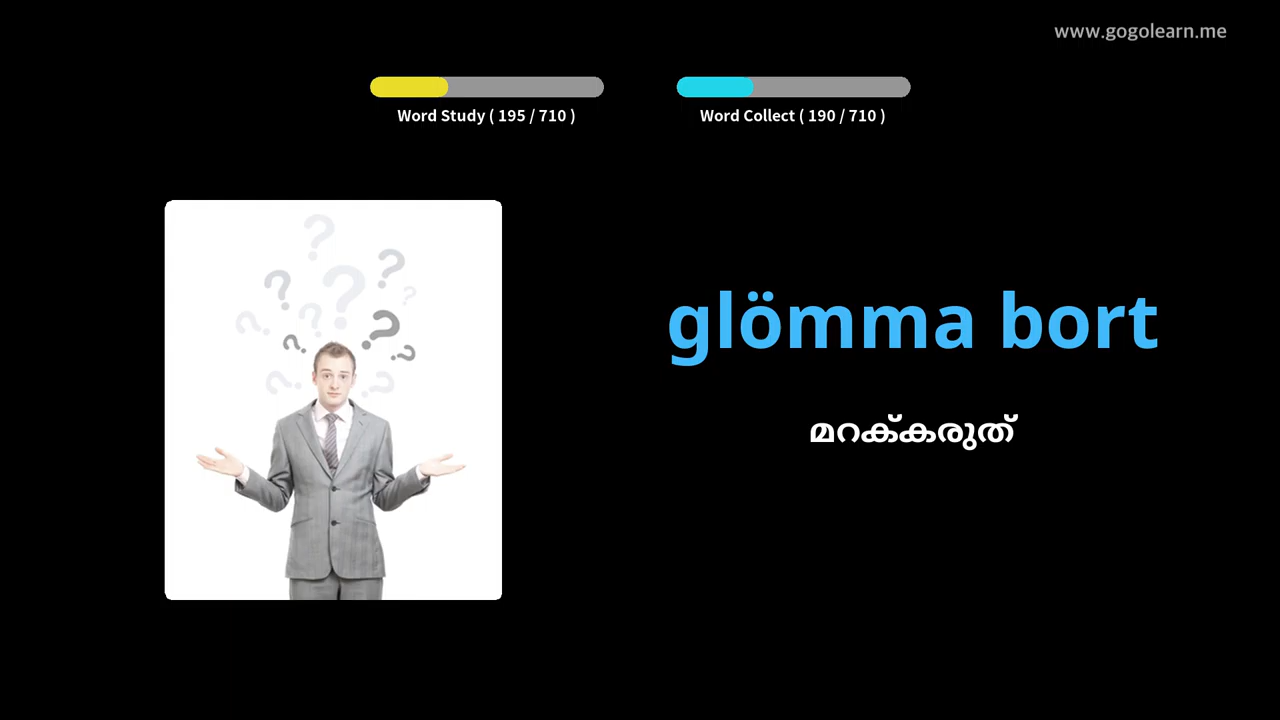 www.gogolearn.me
Word Study ( 195 / 710 )
Word Collect ( 190 / 710 )
glömma bort
മറക്കരുത്